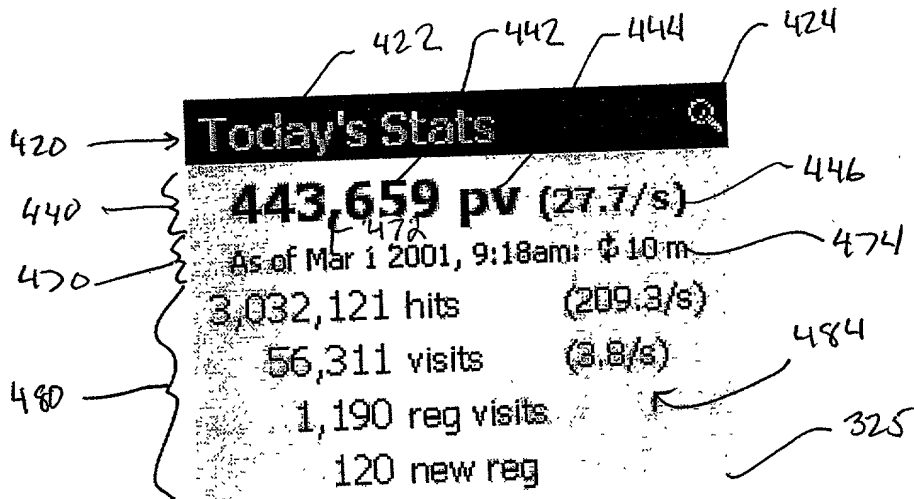 422 442 444 424
420 Today's Stats
440 443,659 pv (27.7/s) 446
472
470 As of Mar 1 2001, 9:18am: 10 m 474
3,032,121 hits (209.3/s)
480 56,311 visits (3.8/s) 484
1,190 reg visits
325
120 new reg